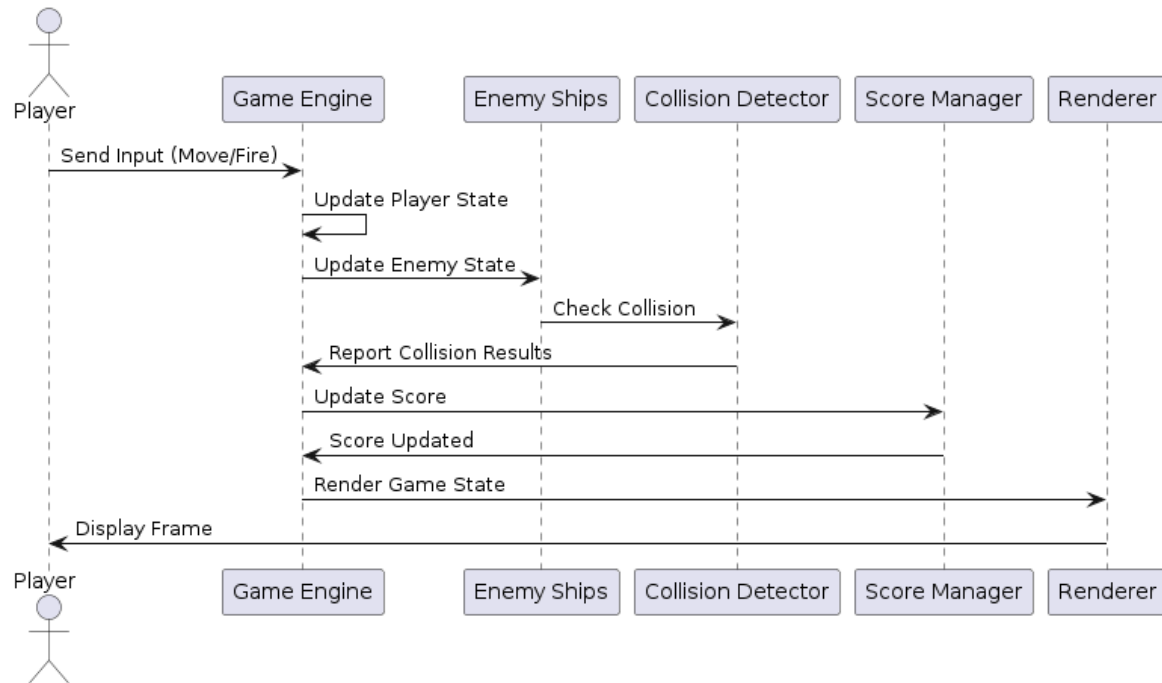 Player
Game Engine
Enemy Ships
Collision Detector
Score Manager
Renderer
Send Input (Move/Fire)
Update Player State
Update Enemy State
Check Collision
Report Collision Results
Update Score
Score Updated
Render Game State
Display Frame
Player
Game Engine
Enemy Ships
Collision Detector
Score Manager
Renderer